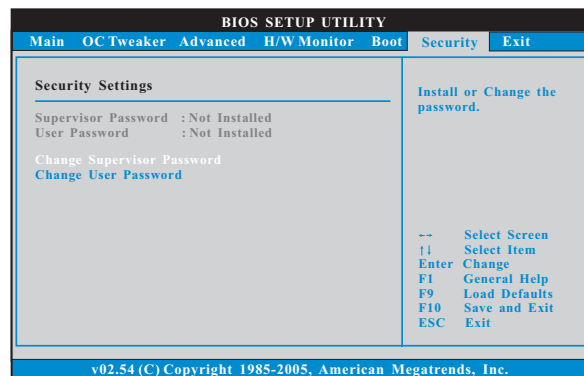 BIOS SETUP UTILITY
Main OC Tweaker Advanced H/W Monitor Boot Security Exit
Security Settings
Supervisor Password : Not Installed
User Password : Not Installed
Change Supervisor Password
Change User Password
Install or Change the
password.
←→ Select Screen
↑↓ Select Item
Enter Change
F1 General Help
F9 Load Defaults
F10 Save and Exit
ESC Exit
v02.54 (C) Copyright 1985-2005, American Megatrends, Inc.